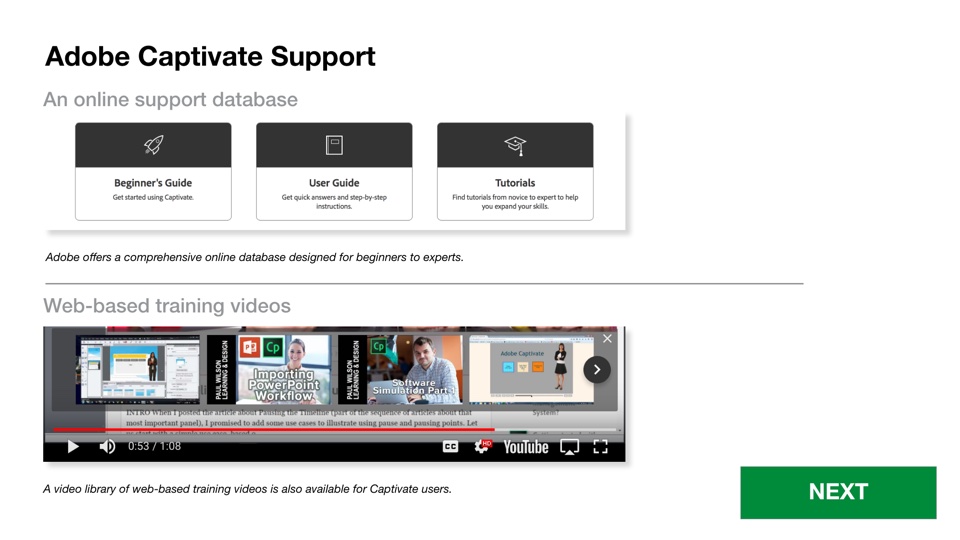 Adobe Captivate Support
An online support database
Beginner's Guide
Get started using Captivate.
User Guide
Get quick answers and step-by-step
instructions.
Tutorials
Find tutorials from novice to expert to help
you expand your skills.
Adobe offers a comprehensive online database designed for beginners to experts.
Web-based training videos
PAUL WILSON
LEARNING & DESIGN
Cp
Importing
PowerPoint
Workflow
PAUL WILSON
LEARNING & DESIGN
Cp
Software
Simulation Part
Adobe Captivate
INTRO When I posted the article about Pausing the Timeline (part of the sequence of articles about that
most important panel), I promised to add some use cases to illustrate using pause and pausing points. Let
System?
0:53 / 1:08
CC
HD
YouTube
A video library of web-based training videos is also available for Captivate users.
NEXT